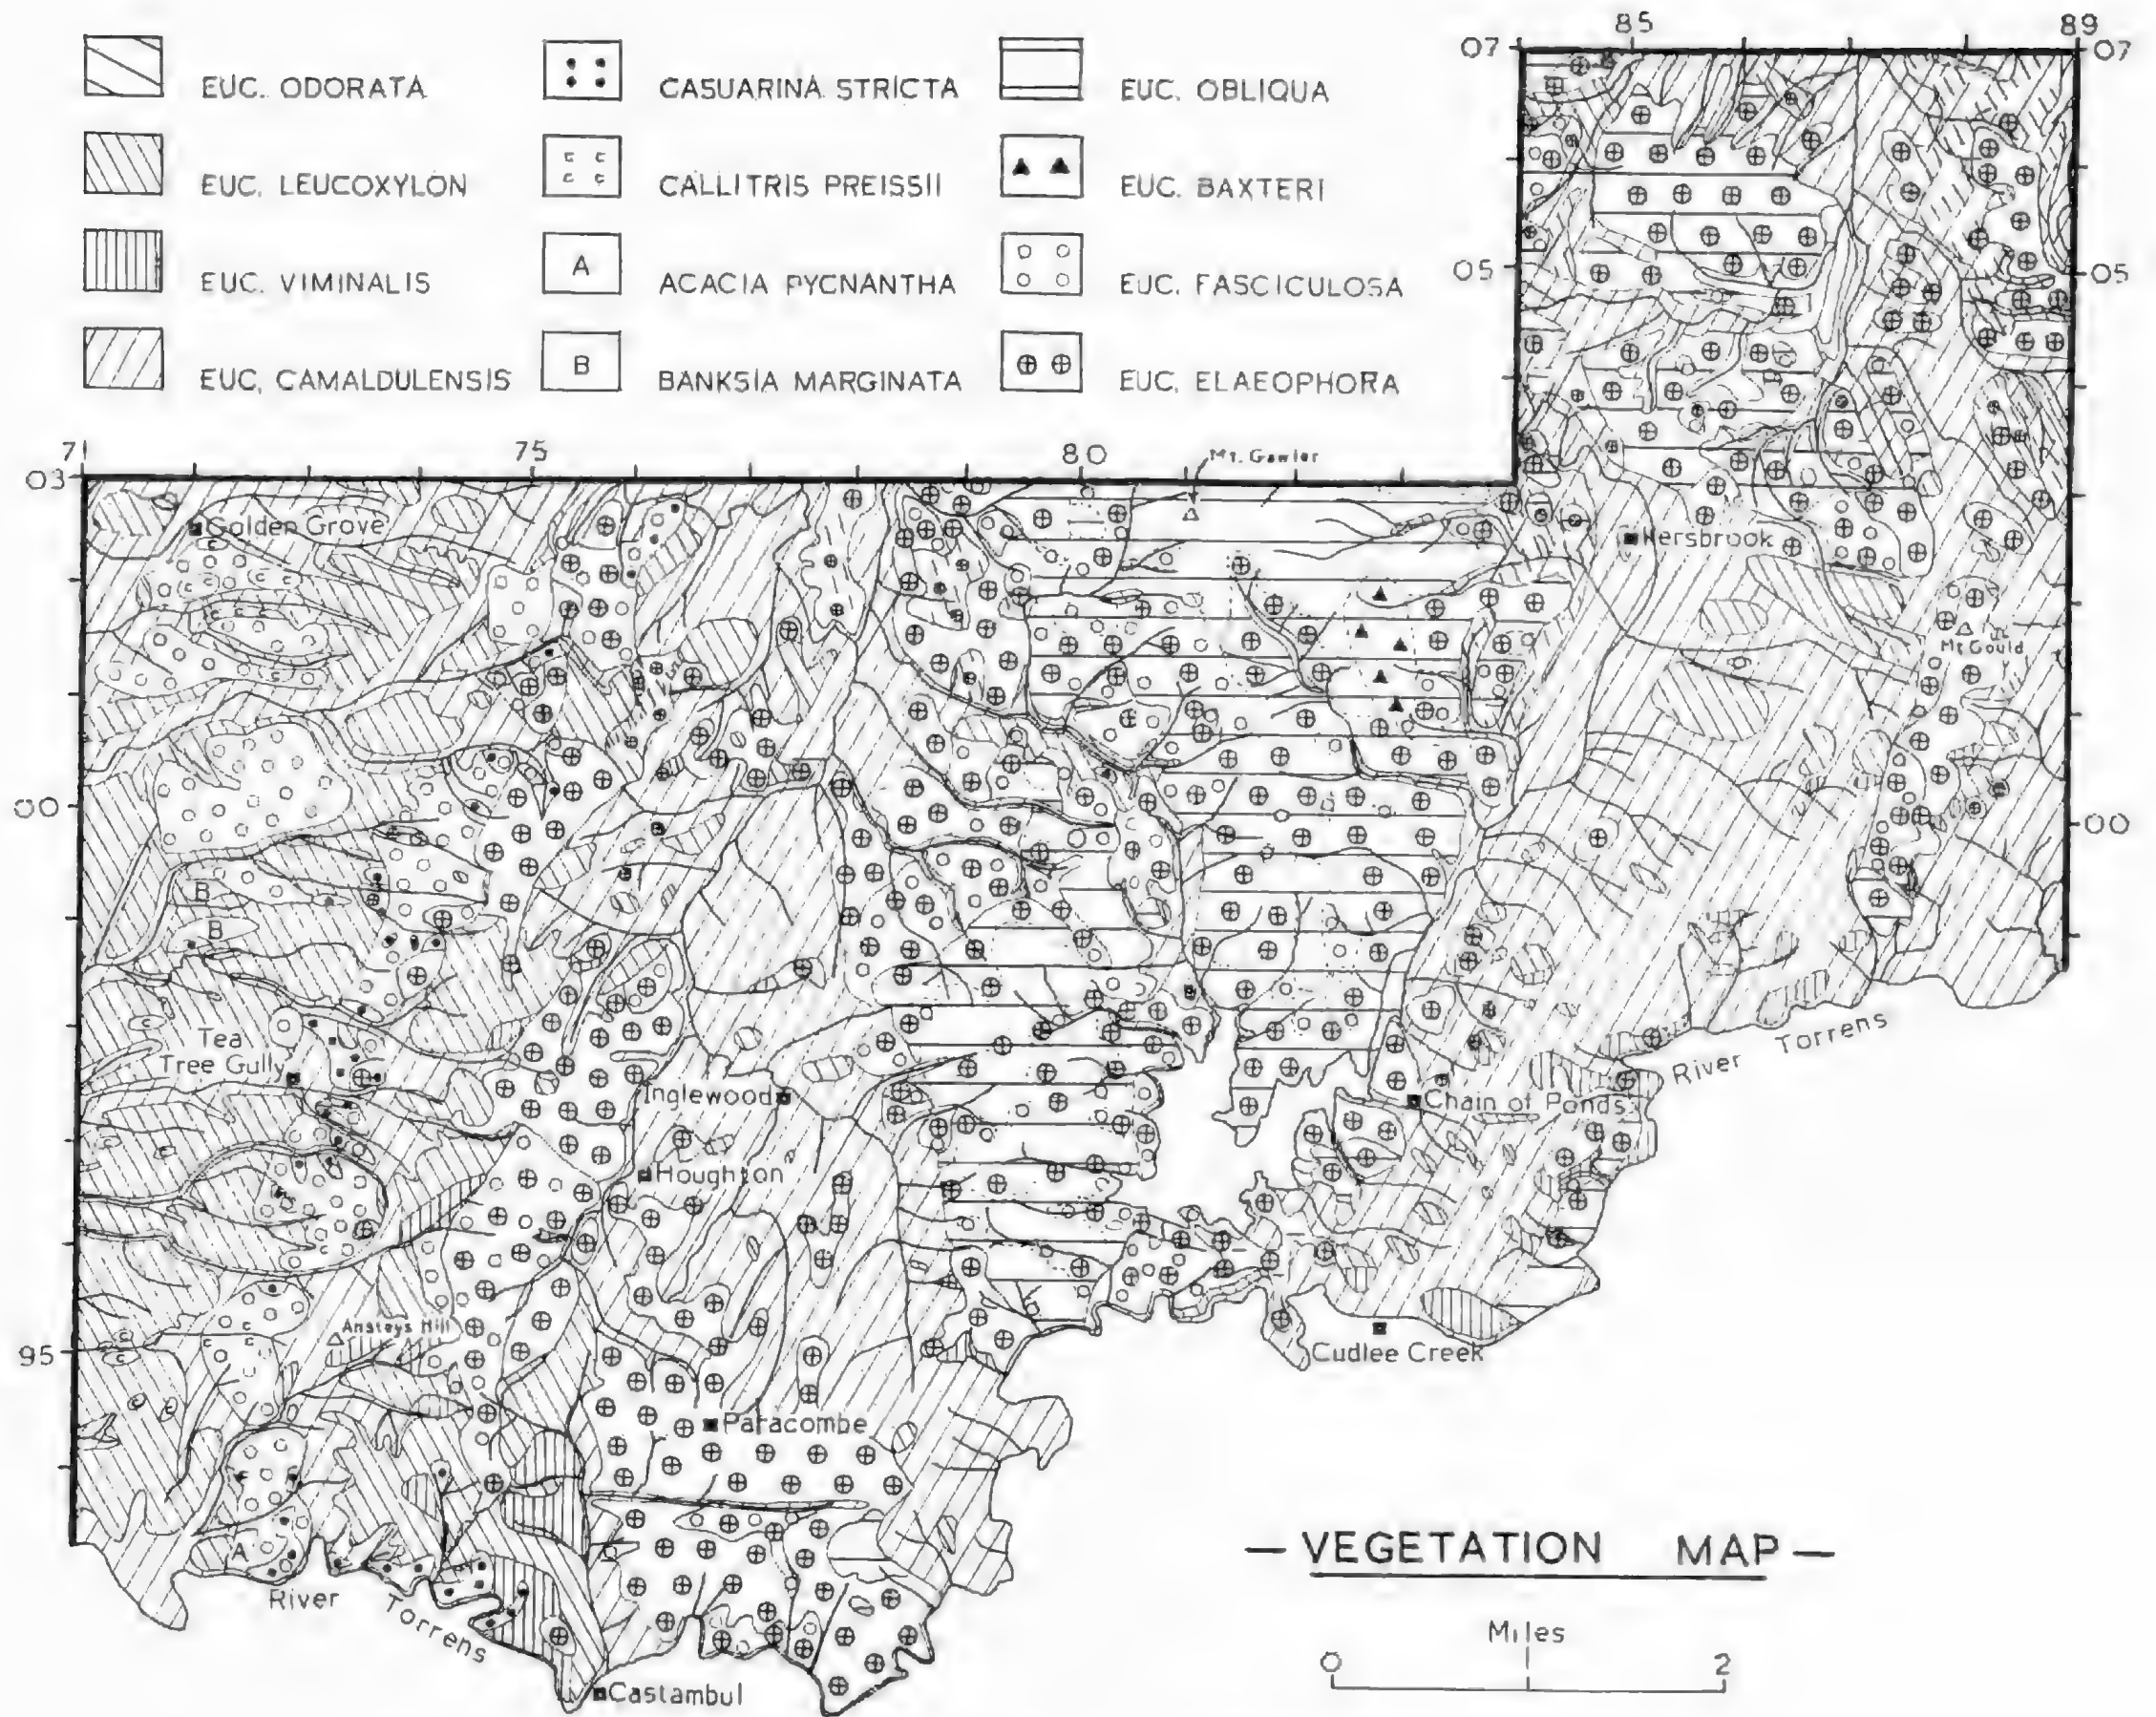 EUC. ODORATA
EUC. LEUCOXYLON
EUC. VIMINALIS
EUC. CAMALDULENSIS
CASUARINA STRICTA
c c
c c
CALLITRIS PREISSII
A
ACACIA PYCNANTHA
B
BANKSIA MARGINATA
EUC. OBLIQUA
EUC. BAXTERI
EUC. FASCICULOSA
EUC. ELAEOPHORA
85 89
07 07
05 05
71 75 80
03
Mt. Gawler
Golden Grove
Kersbrook
Mt Gould
00 00
B
B
Tea
Tree Gully
River Torrens
Inglewood
Chain of Ponds
Houghton
Ansteys Hill
95
Cudlee Creek
Paracombe
A
River Torrens
Castambul
— VEGETATION MAP —
Miles
0 2